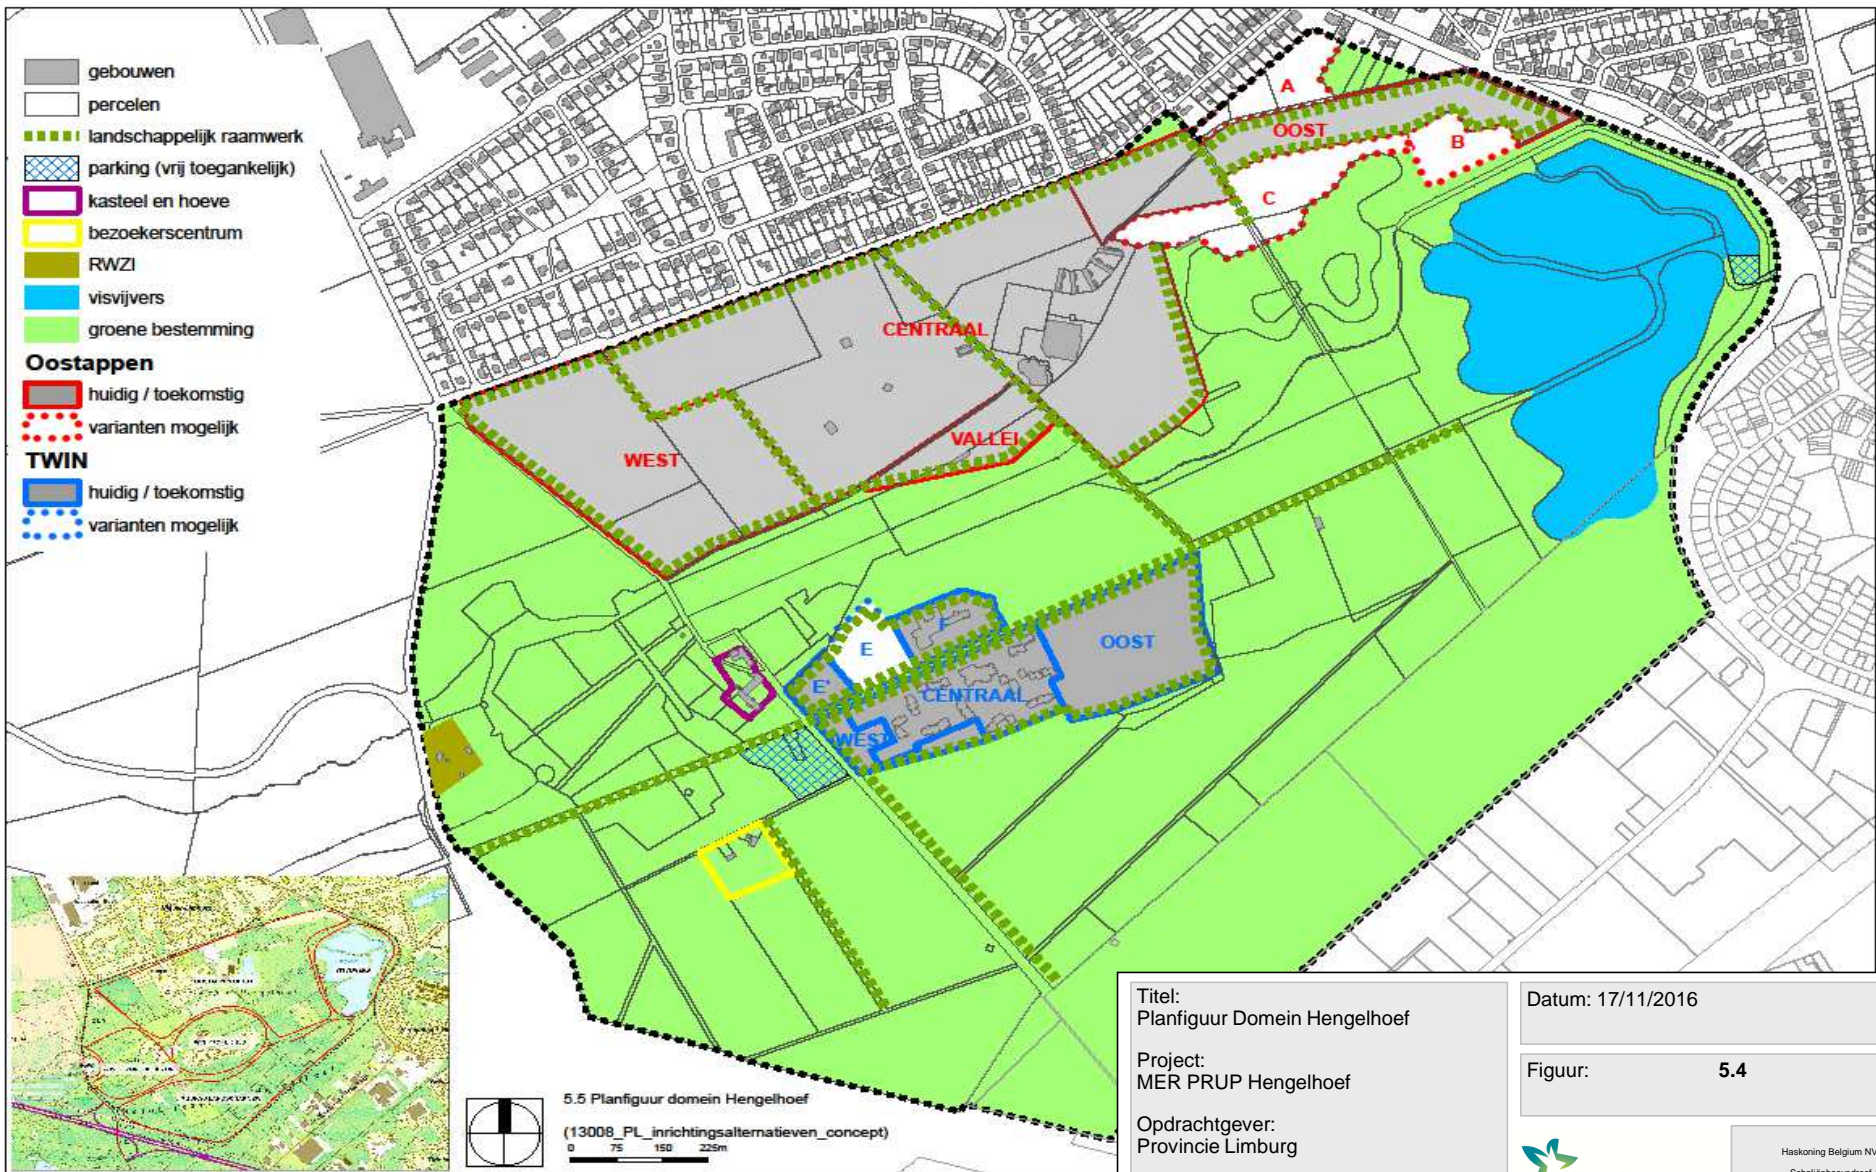 gebouwen
percelen
landschappelijk raamwerk
parking (vrij toegankelijk)
kasteel en hoeve
bezoekerscentrum
RWZI
visvijvers
groene bestemming
Oostappen
huidig / toekomstig
varianten mogelijk
TWIN
huidig / toekomstig
varianten mogelijk
A
OOST
B
C
CENTRAAL
VALLEI
WEST
F
E
OOST
E'
CENTRAAL
WEST
5.5 Planfiguur domein Hengelhoef
(13008_PL_inrichtingsalternatieven_concept)
0 75 150 225m
Titel:
Planfiguur Domein Hengelhoef
Project:
MER PRUP Hengelhoef
Opdrachtgever:
Provincie Limburg
Datum: 17/11/2016
Figuur: 5.4
Haskoning Belgium